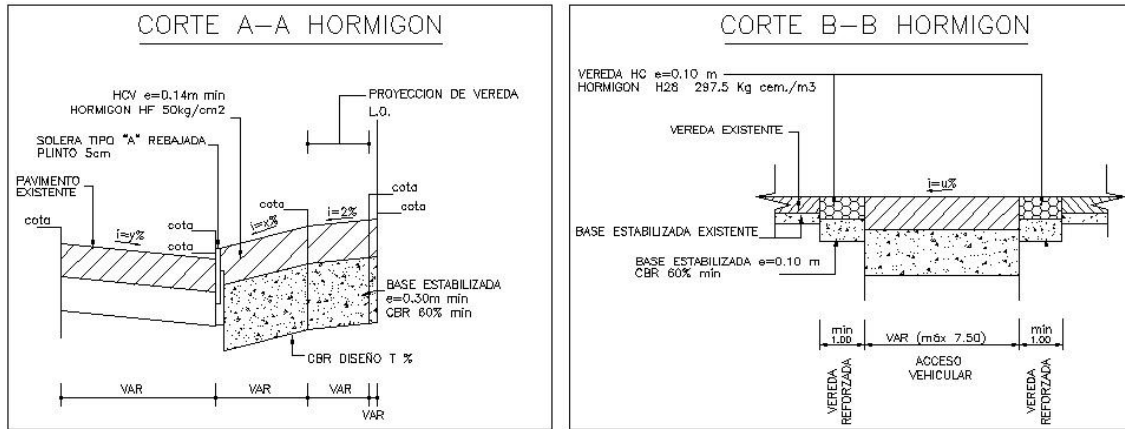 CORTE A-A HORMIGON
HCV e=0.14m min
HORMIGON HF 50kg/cm2
PROYECCION DE VEREDA
L.O.
SOLERA TIPO "A" REBAJADA
PLINTO 5cm
PAVIMENTO
EXISTENTE
cota
cota
cota
cota
cota
cota
i=y%
i=x%
i=2%
BASE ESTABILIZADA
e=0.30m min
CBR 60% min
CBR DISEÑO T %
VAR
VAR
VAR
VAR
CORTE B-B HORMIGON
VEREDA HC e=0.10 m
HORMIGON H28 297.5 Kg cem./m3
VEREDA EXISTENTE
i=u%
BASE ESTABILIZADA EXISTENTE
BASE ESTABILIZADA e=0.10 m
CBR 60% min
min
1.00
VAR (máx 7.50)
min
1.00
ACCESO
VEHICULAR
VEREDA
REFORZADA
VEREDA
REFORZADA